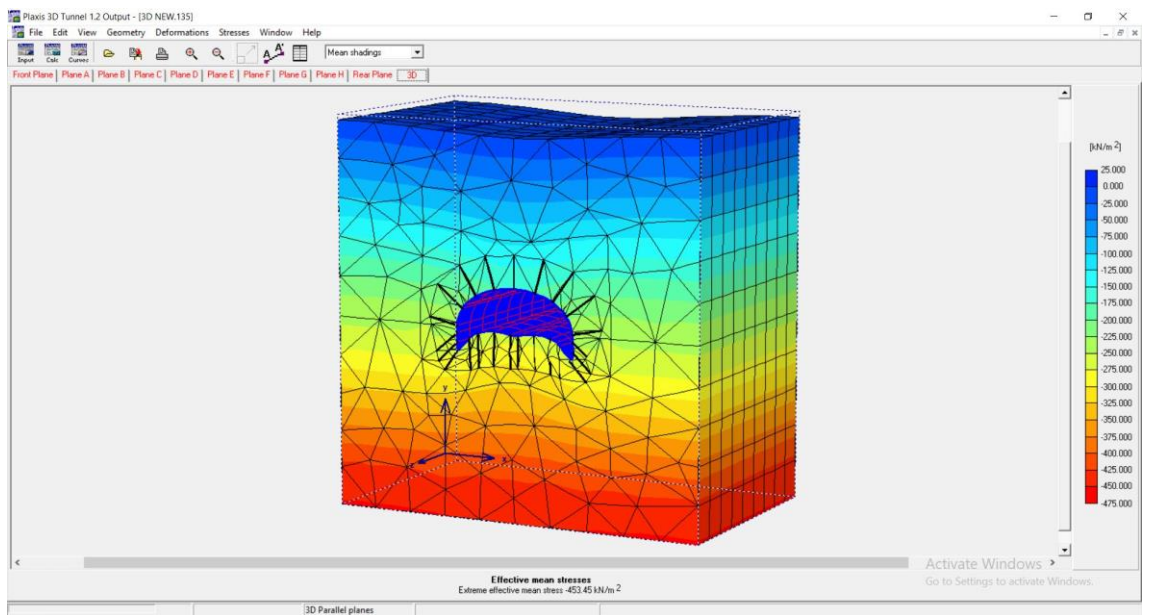 Plaxis 3D Tunnel 1.2 Output - [3D NEW.135]
File Edit View Geometry Deformations Stresses Window Help
Input Calc Curves A A' Mean shadings
Front Plane Plane A Plane B Plane C Plane D Plane E Plane F Plane G Plane H Rear Plane 3D
[kN/m 2]
25.000
0.000
-25.000
-50.000
-75.000
-100.000
-125.000
-150.000
-175.000
-200.000
-225.000
-250.000
-275.000
-300.000
-325.000
-350.000
-375.000
-400.000
-425.000
-450.000
-475.000
y
z
x
Activate Windows
Go to Settings to activate Windows.
Effective mean stresses
Extreme effective mean stress -453.45 kN/m 2
3D Parallel planes